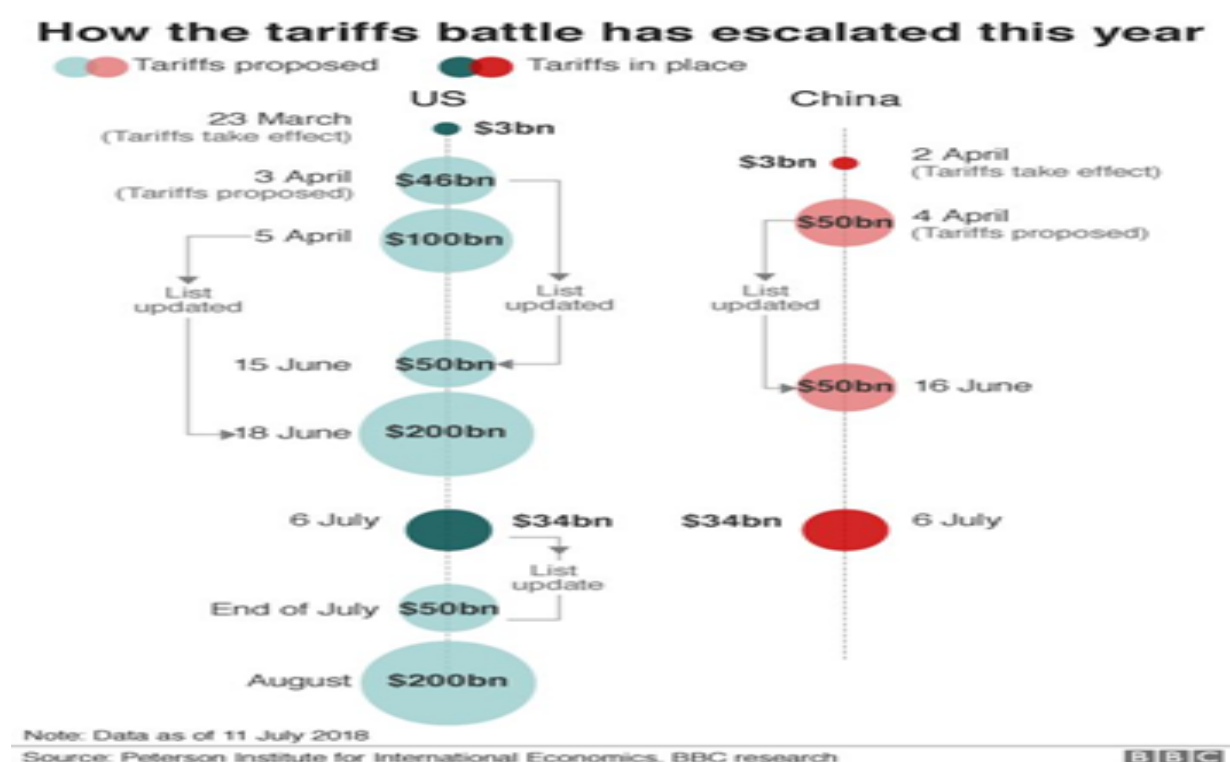 How the tariffs battle has escalated this year
Tariffs proposed
Tariffs in place
US
China
23 March
(Tariffs take effect)
$3bn
$3bn
2 April
(Tariffs take effect)
3 April
(Tariffs proposed)
$46bn
$50bn
4 April
(Tariffs proposed)
5 April
$100bn
List
updated
List
updated
List
updated
15 June
$50bn
$50bn
16 June
18 June
$200bn
6 July
$34bn
$34bn
6 July
List
update
End of July
$50bn
August
$200bn
Note: Data as of 11 July 2018
Source: Peterson Institute for International Economics, BBC research
BBC